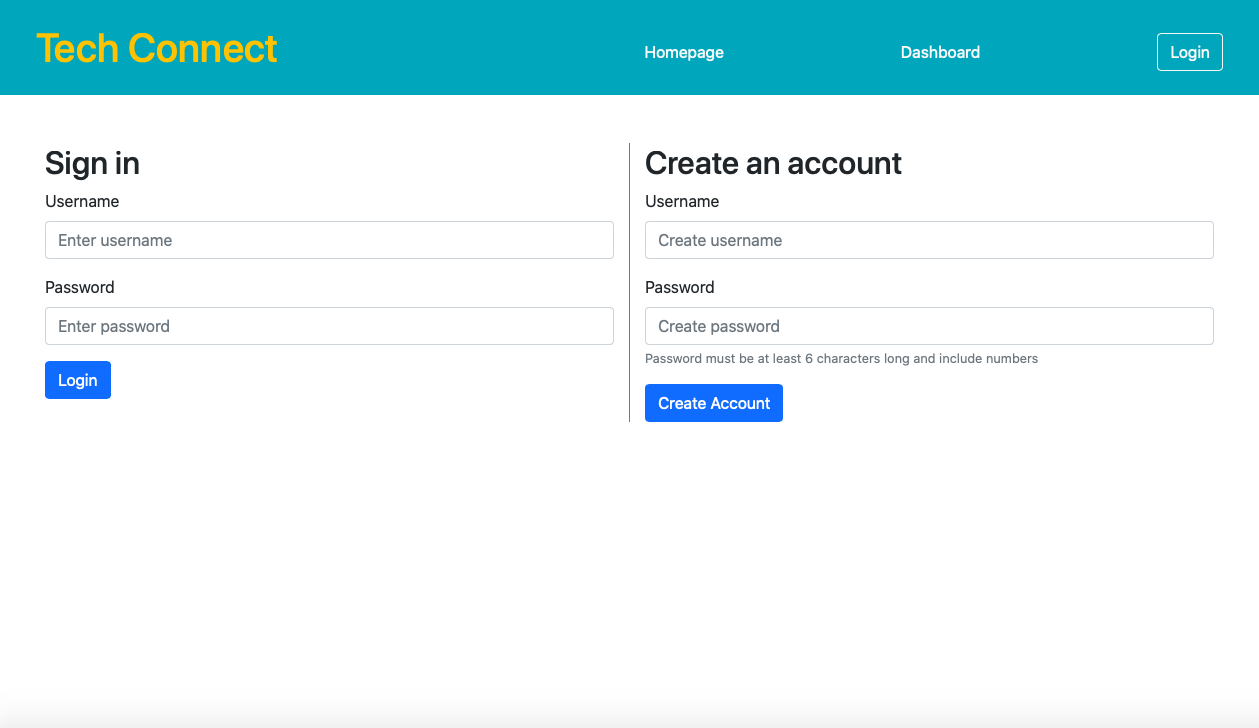 Tech Connect
Homepage
Dashboard
Login
Sign in
Username
Enter username
Password
Enter password
Login
Create an account
Username
Create username
Password
Create password
Password must be at least 6 characters long and include numbers
Create Account